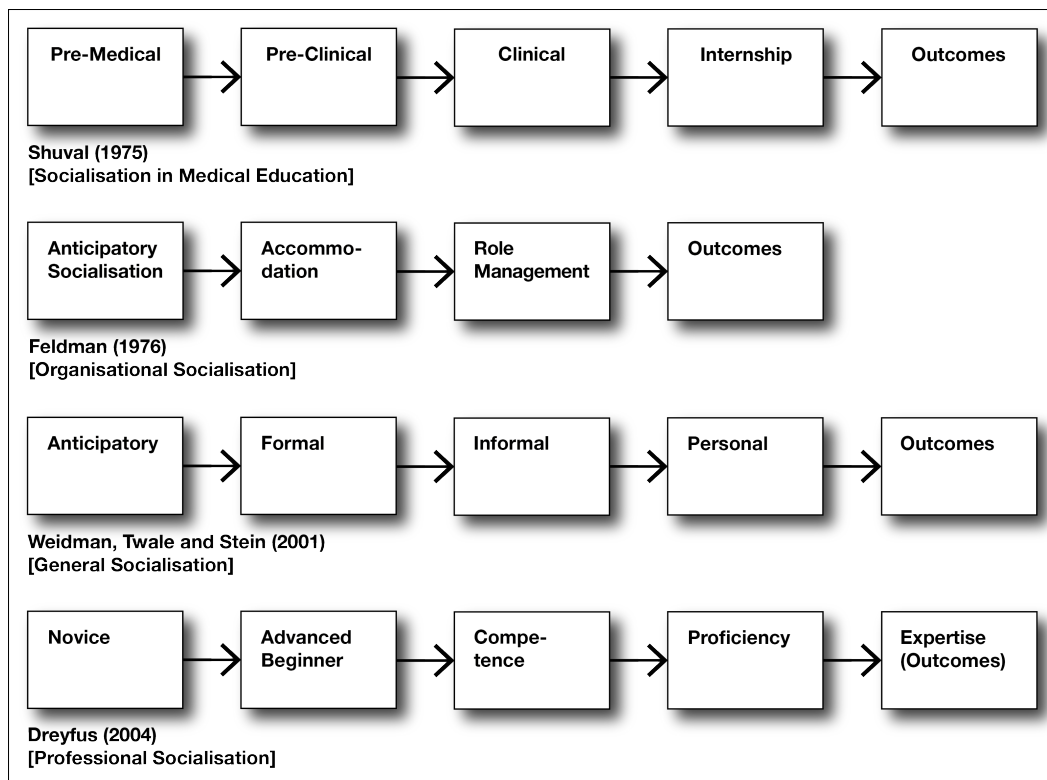 Pre-Medical
Pre-Clinical
Clinical
Internship
Outcomes
Shuval (1975)
[Socialisation in Medical Education]
Anticipatory
Socialisation
Accommo-
dation
Role
Management
Outcomes
Feldman (1976)
[Organisational Socialisation]
Anticipatory
Formal
Informal
Personal
Outcomes
Weidman, Twale and Stein (2001)
[General Socialisation]
Novice
Advanced
Beginner
Compe-
tence
Proficiency
Expertise
(Outcomes)
Dreyfus (2004)
[Professional Socialisation]